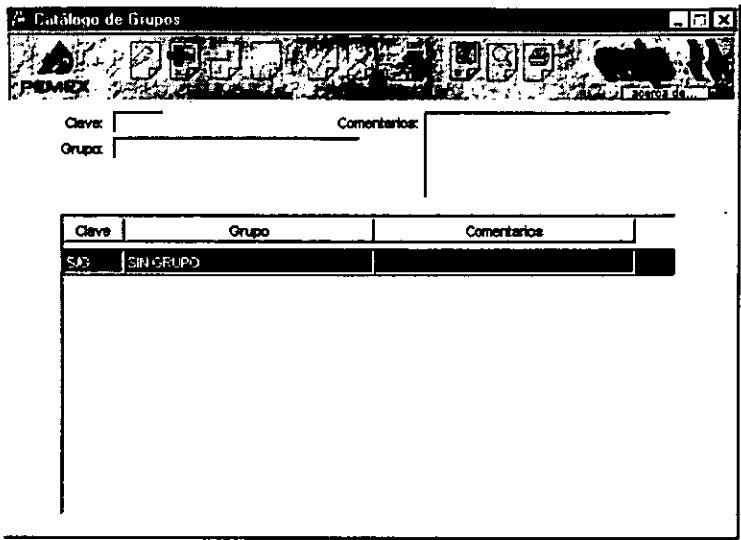 Catálogo de Grupos
PEMEX
acerca de...
Clave:
Comentarios:
Grupo:
Clave Grupo Comentarios
S/G SIN GRUPO